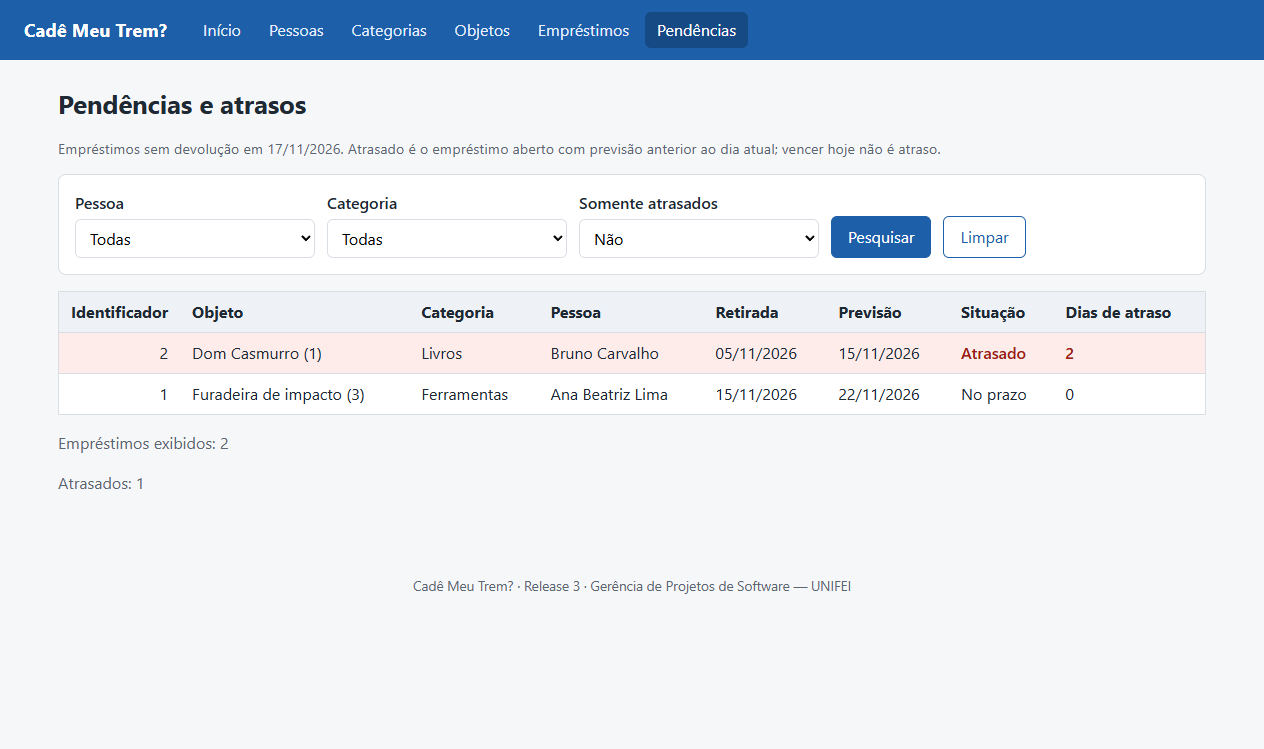 Cadê Meu Trem? Início Pessoas Categorias Objetos Empréstimos Pendências
Pendências e atrasos
Empréstimos sem devolução em 17/11/2026. Atrasado é o empréstimo aberto com previsão anterior ao dia atual; vencer hoje não é atraso.
Pessoa Categoria Somente atrasados
Todas Todas Não Pesquisar Limpar
Identificador Objeto Categoria Pessoa Retirada Previsão Situação Dias de atraso
2 Dom Casmurro (1) Livros Bruno Carvalho 05/11/2026 15/11/2026 Atrasado 2
1 Furadeira de impacto (3) Ferramentas Ana Beatriz Lima 15/11/2026 22/11/2026 No prazo 0
Empréstimos exibidos: 2
Atrasados: 1
Cadê Meu Trem? · Release 3 · Gerência de Projetos de Software — UNIFEI